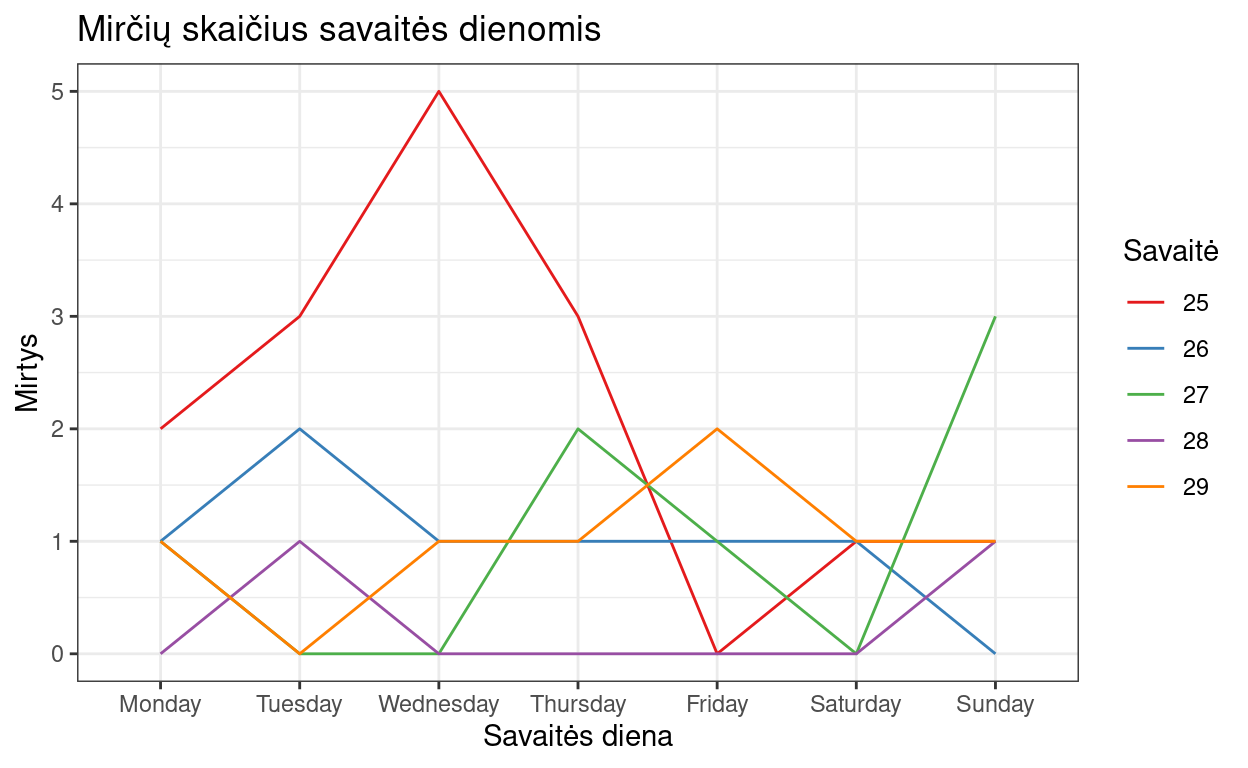 Mirčių skaičius savaitės dienomis
5
4
3
2
1
0
Mirtys
Monday Tuesday Wednesday Thursday Friday Saturday Sunday
Savaitės diena
Savaitė
25
26
27
28
29